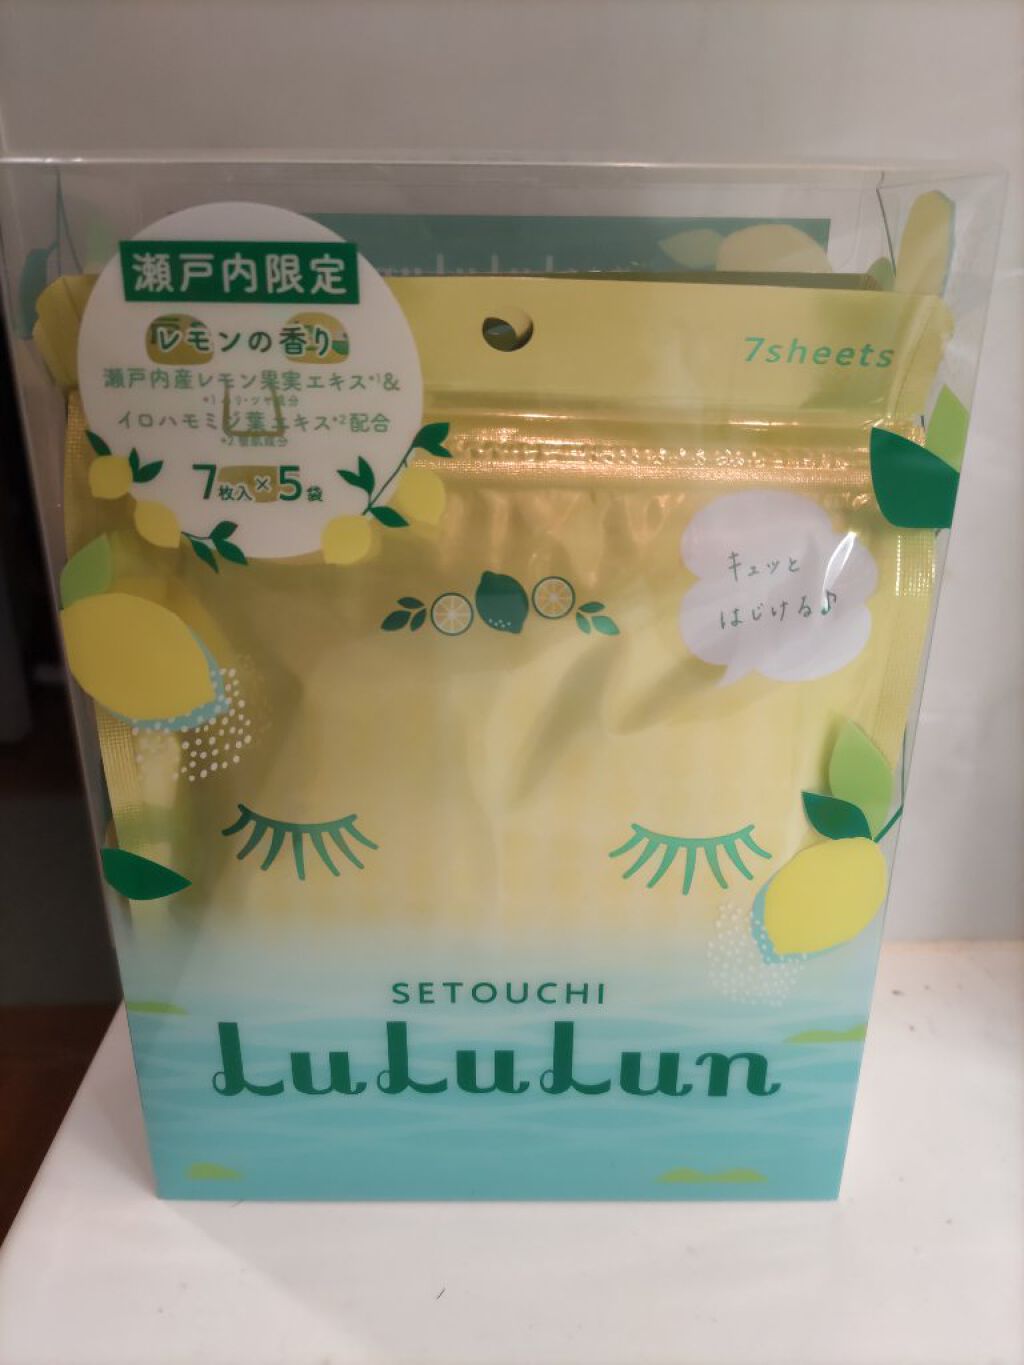 瀬戸内限定
レモンの香り
瀬戸内産レモン果実エキス*1&
イロハモミジ葉エキス*2配合
7枚入×5袋
7sheets
キュッと
はじける♪
SETOUCHI
LuLuLun